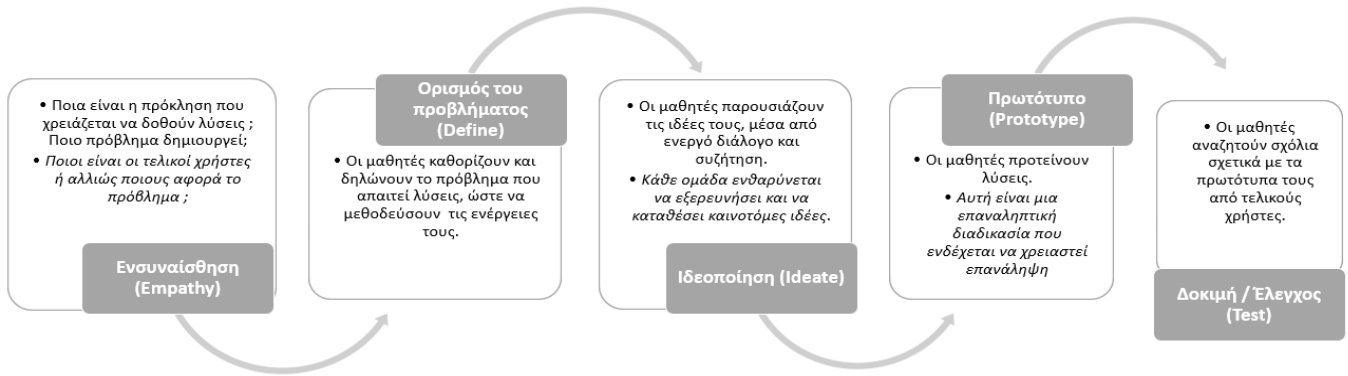 • Ποια είναι η πρόκληση που
χρειάζεται να δοθούν λύσεις ;
Ποιο πρόβλημα δημιουργεί;
• Ποιοι είναι οι τελικοί χρήστες
ή αλλιώς ποιους αφορά το
πρόβλημα ;
Ενσυναίσθηση
(Empathy)
Ορισμός του
προβλήματος
(Define)
• Οι μαθητές καθορίζουν και
δηλώνουν το πρόβλημα που
απαιτεί λύσεις, ώστε να
μεθοδεύσουν τις ενέργειες
τους.
• Οι μαθητές παρουσιάζουν
τις ιδέες τους, μέσα από
ενεργό διάλογο και
συζήτηση.
• Κάθε ομάδα ενθαρύνεται
να εξερευνήσει και να
καταθέσει καινοτόμες ιδέες.
Ιδεοποίηση (Ideate)
Πρωτότυπο
(Prototype)
• Οι μαθητές προτείνουν
λύσεις.
• Αυτή είναι μια
επαναληπτική
διαδικασία που
ενδέχεται να χρειαστεί
επανάληψη
• Οι μαθητές
αναζητούν σχόλια
σχετικά με τα
πρωτότυπα τους
από τελικούς
χρήστες.
Δοκιμή / Έλεγχος
(Test)